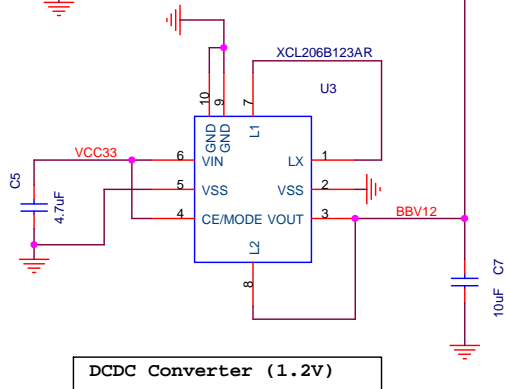 XCL206B123AR
U3
10
9
7
GND
GND
L1
VCC33
6
VIN
LX
1
C5
4.7uF
5
VSS
VSS
2
4
CE/MODE
VOUT
3
BBV12
L2
8
C7
10uF
DCDC Converter (1.2V)